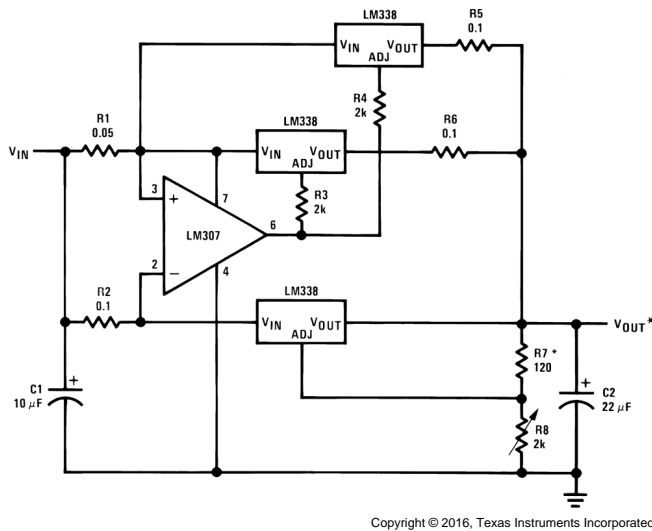 LM338
R5
0.1
VIN VOUT
ADJ
R4
2k
R1
0.05
LM338
R6
0.1
VIN
VIN VOUT
ADJ
R3
2k
3
+
7
6
LM307
2
−
4
R2
0.1
LM338
VIN VOUT
ADJ
VOUT*
R7 *
120
C1
10 μF
+
R8
2k
+
C2
22 μF
Copyright © 2016, Texas Instruments Incorporated